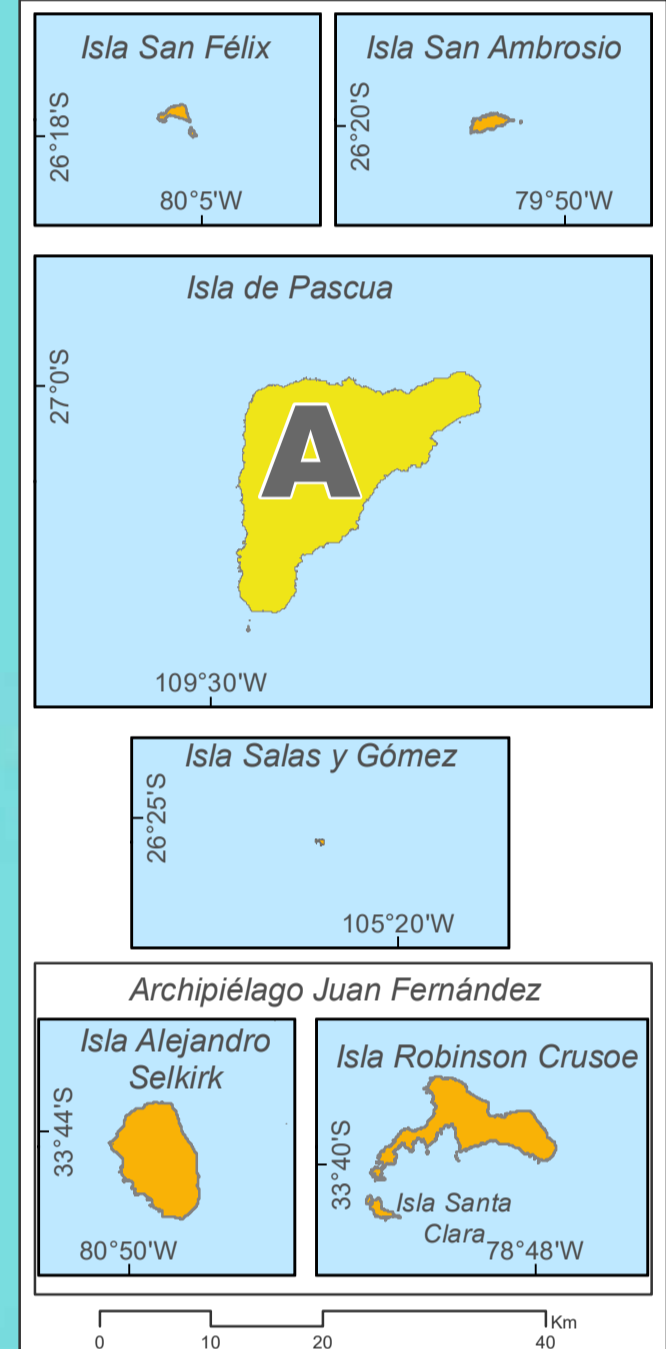 Isla San Félix
26°18'S
80°5'W
Isla San Ambrosio
26°20'S
79°50'W
Isla de Pascua
27°0'S
A
109°30'W
Isla Salas y Gómez
26°25'S
105°20'W
Archipiélago Juan Fernández
Isla Alejandro
Selkirk
33°44'S
80°50'W
Isla Robinson Crusoe
33°40'S
Isla Santa
Clara
78°48'W
Km
0 10 20 40